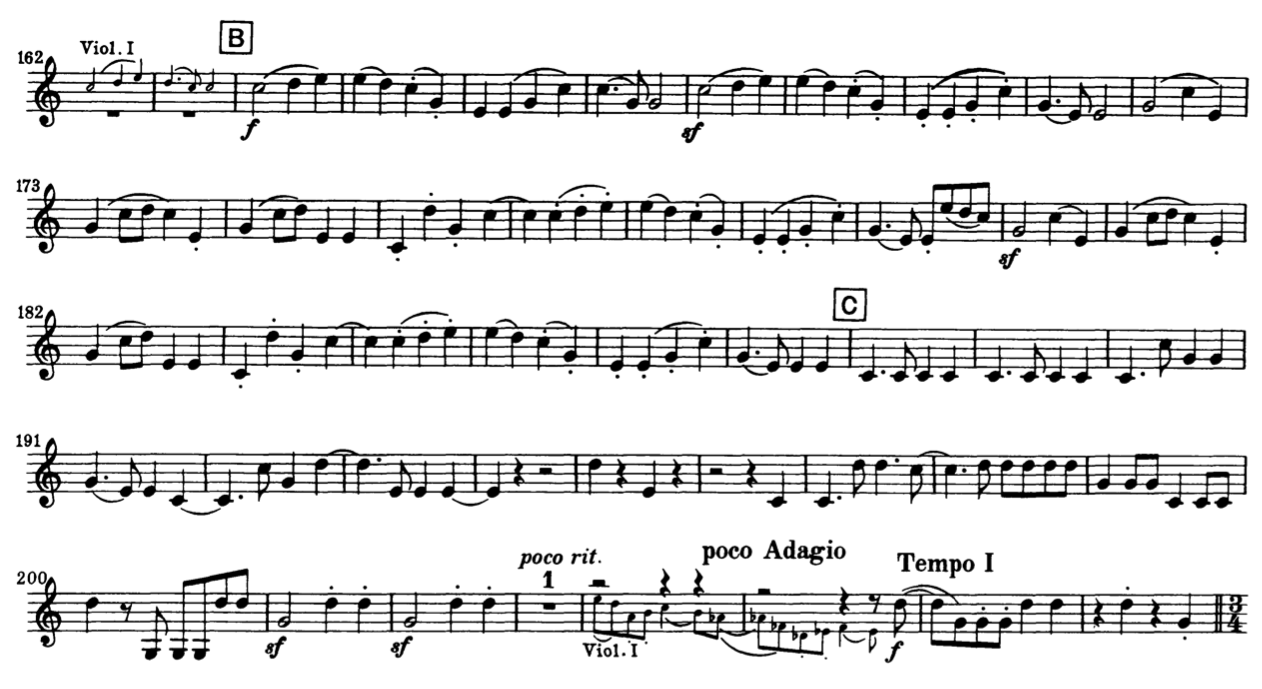 Viol. I
B
162
f
sf
173
sf
182
C
191
poco rit.
poco Adagio
Tempo I
200
1
sf
sf
Viol. I
f
3
4